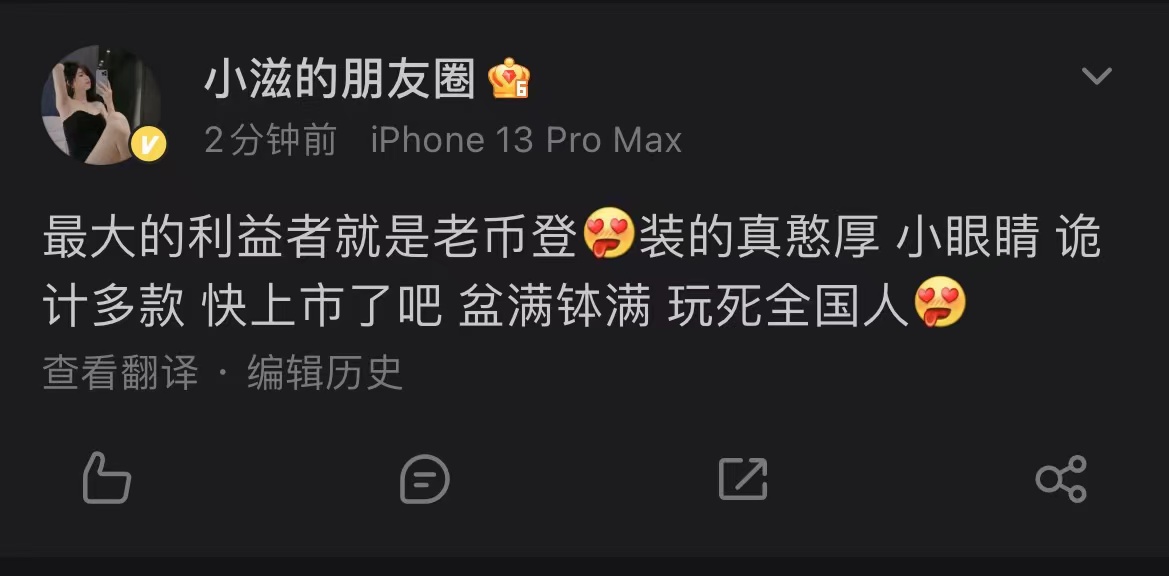 小滋的朋友圈
2分钟前 iPhone 13 Pro Max
最大的利益者就是老币登😍装的真憨厚 小眼睛 诡
计多款 快上市了吧 盆满钵满 玩死全国人😍
查看翻译 · 编辑历史